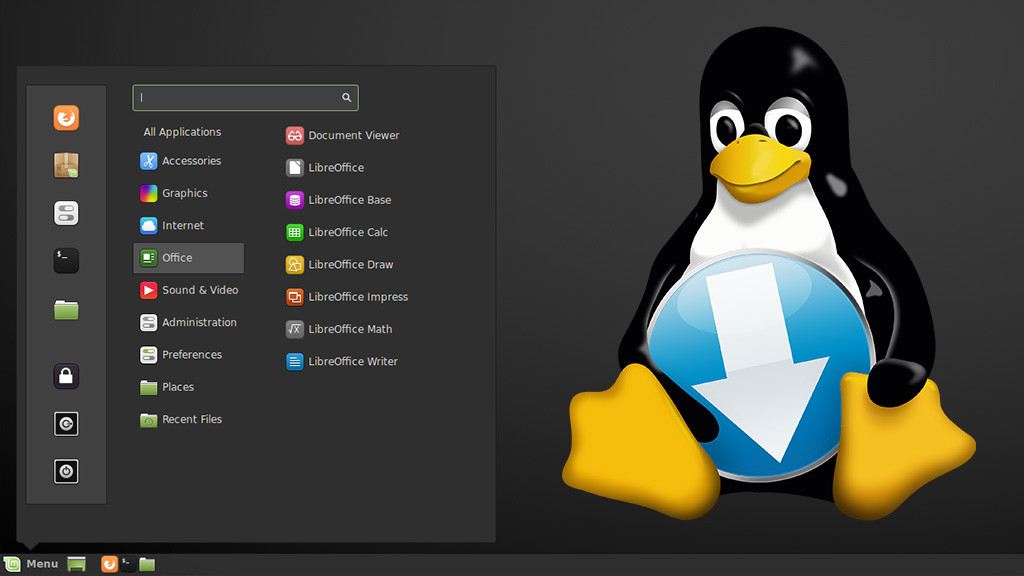 All Applications
Accessories
Graphics
Internet
Office
Sound & Video
Administration
Preferences
Places
Recent Files
Document Viewer
LibreOffice
LibreOffice Base
LibreOffice Calc
LibreOffice Draw
LibreOffice Impress
LibreOffice Math
LibreOffice Writer
$_
√x
Menu
$_